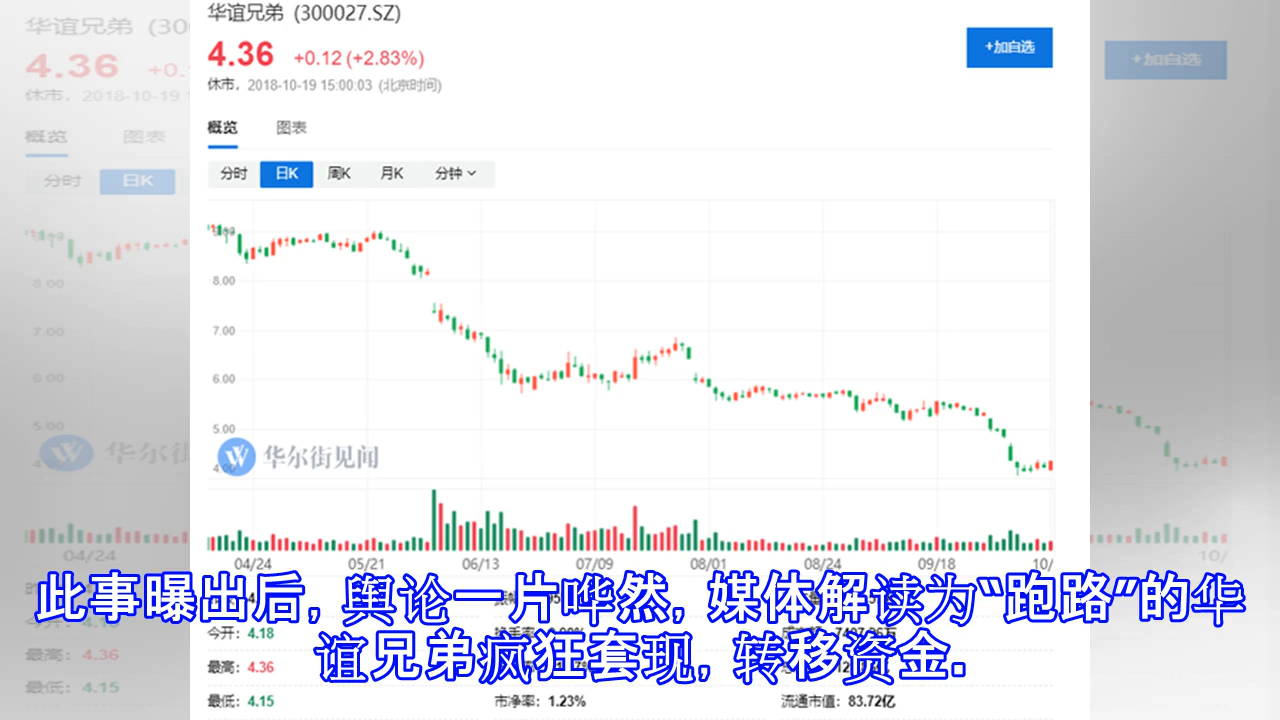 华谊兄弟 (300027.SZ)
4.36 +0.12 (+2.83%)
+加自选
休市，2018-10-19 15:00:03 (北京时间)
概览 图表
分时 日K 周K 月K 分钟
9.00
8.00
7.00
6.00
5.00
4.00
华尔街见闻
04/24 05/21 06/13 07/09 08/01 08/24 09/18 10/
此事曝出后, 舆论一片哗然, 媒体解读为“跑路”的华
谊兄弟疯狂套现, 转移资金.
今开：4.18
最高：4.36
最低：4.15 市净率：1.23% 流通市值：83.72亿